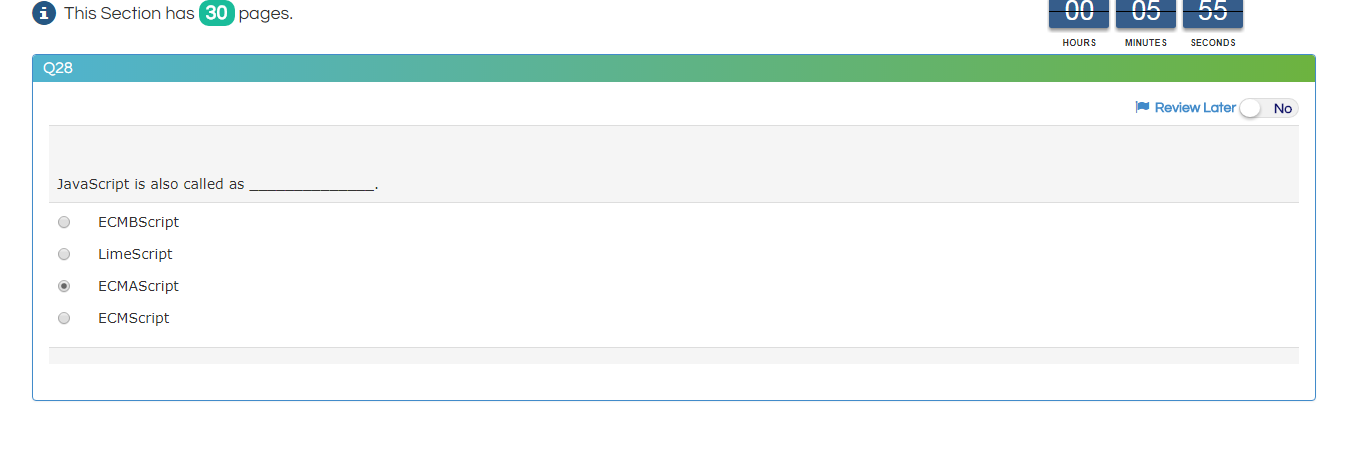 This Section has 30 pages.
00 05 55
HOURS MINUTES SECONDS
Q28
Review Later No
JavaScript is also called as ______________.
ECMBScript
LimeScript
ECMAScript
ECMScript